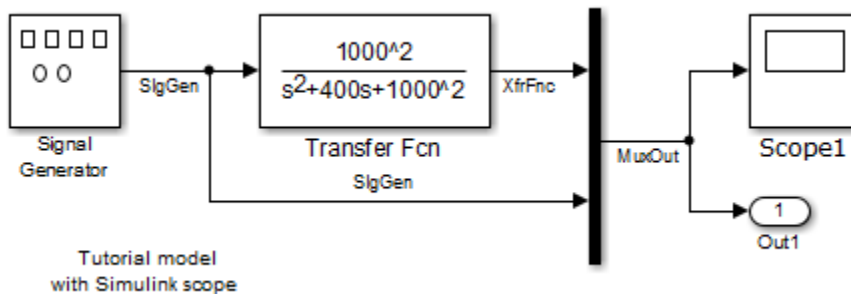 1000^2
s2+400s+1000^2
SigGen
XfrFnc
Signal
Generator
Transfer Fcn
SigGen
MuxOut
Scope1
1
Out1
Tutorial model
with Simulink scope